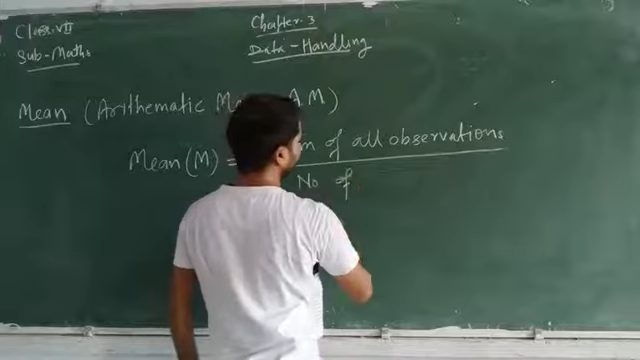 Class-VII
Sub-Maths
Chapter-3
Data-Handling
Mean (Arithematic AM)
Mean (M) = of all observations
No of